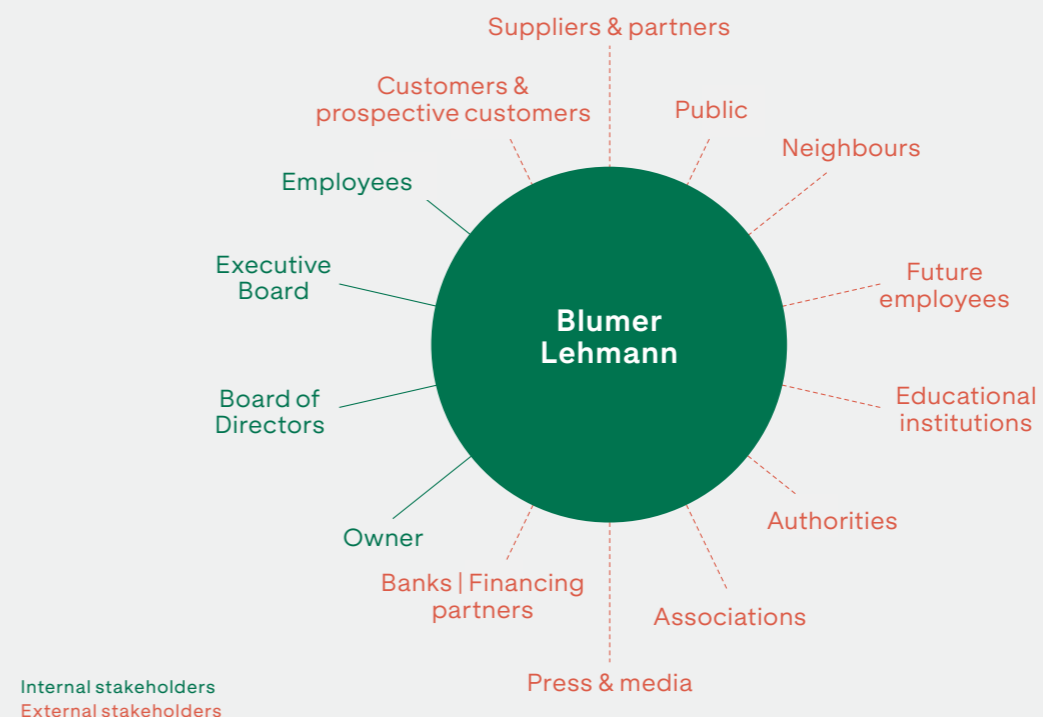 Suppliers & partners
Customers &
prospective customers
Public
Neighbours
Employees
Executive
Board
Future
employees
Blumer
Lehmann
Board of
Directors
Educational
institutions
Owner
Authorities
Banks | Financing
partners
Associations
Press & media
Internal stakeholders
External stakeholders